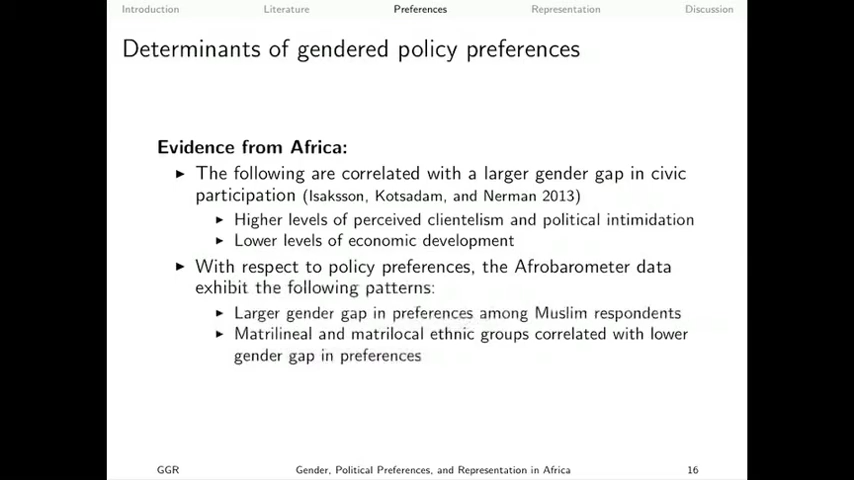 Introduction Literature Preferences Representation Discussion
Determinants of gendered policy preferences
Evidence from Africa:
▶ The following are correlated with a larger gender gap in civic
participation (Isaksson, Kotsadam, and Nerman 2013)
▶ Higher levels of perceived clientelism and political intimidation
▶ Lower levels of economic development
▶ With respect to policy preferences, the Afrobarometer data
exhibit the following patterns:
▶ Larger gender gap in preferences among Muslim respondents
▶ Matrilineal and matrilocal ethnic groups correlated with lower
gender gap in preferences
GGR Gender, Political Preferences, and Representation in Africa 16